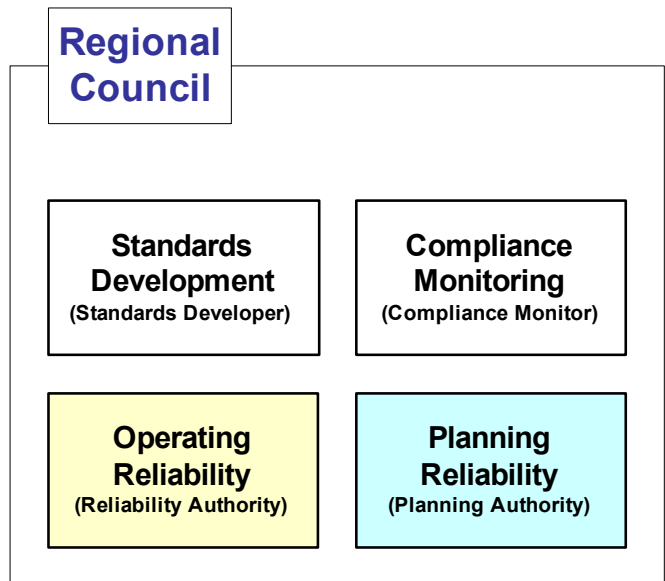 Regional
Council
Standards
Development
(Standards Developer)
Compliance
Monitoring
(Compliance Monitor)
Operating
Reliability
(Reliability Authority)
Planning
Reliability
(Planning Authority)